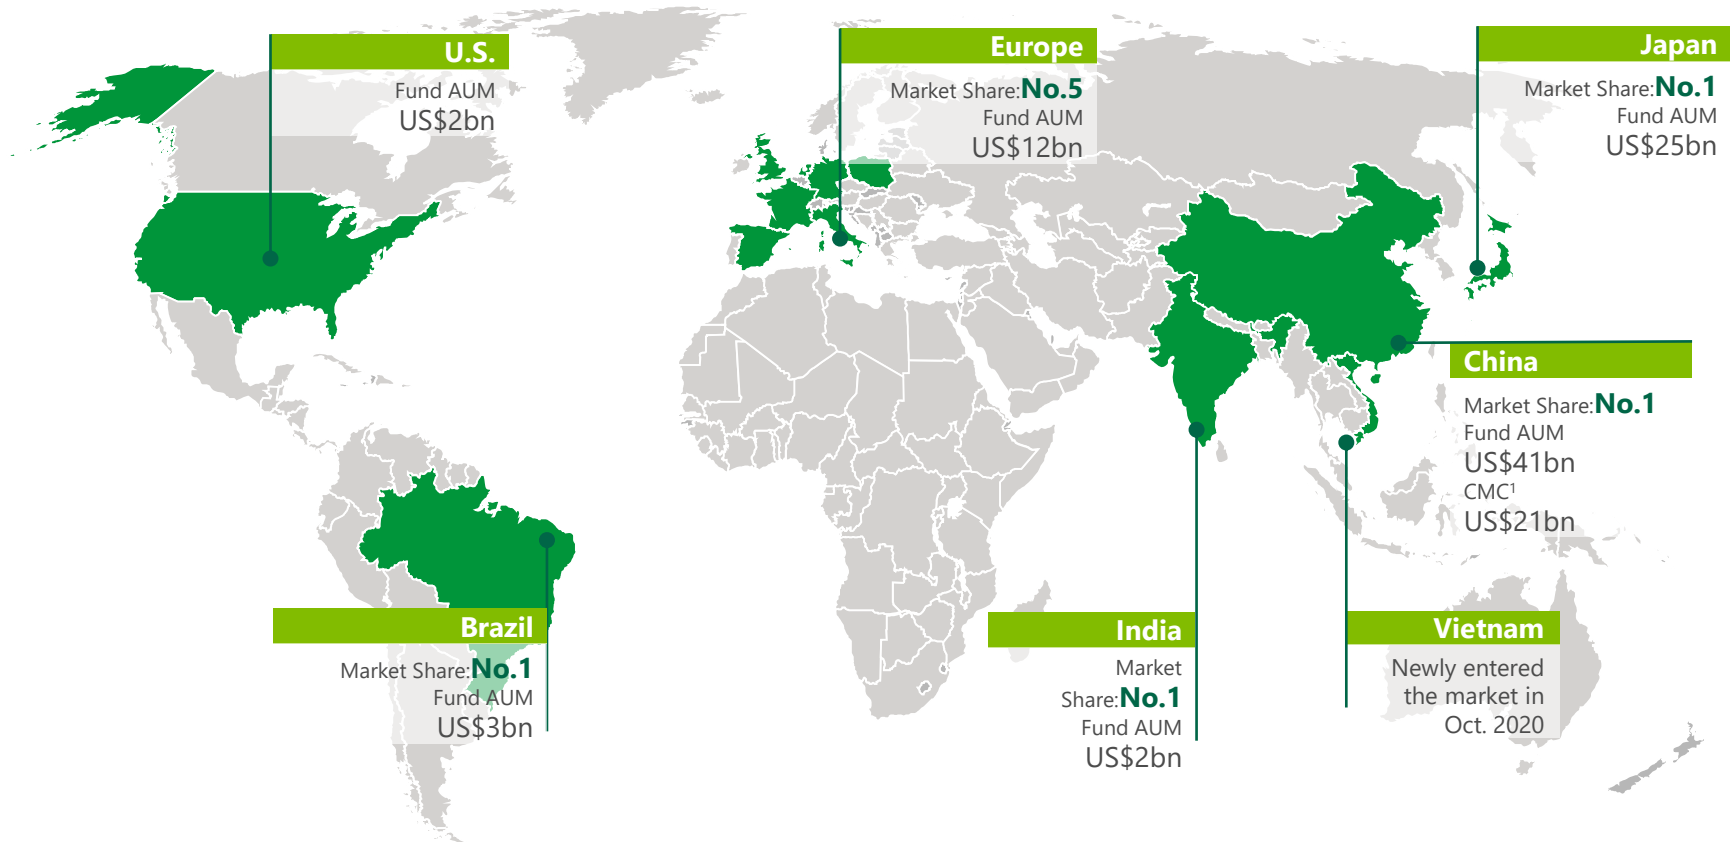 U.S.
Fund AUM
US$2bn
Europe
Market Share:No.5
Fund AUM
US$12bn
Japan
Market Share:No.1
Fund AUM
US$25bn
China
Market Share:No.1
Fund AUM
US$41bn
CMC¹
US$21bn
Brazil
Market Share:No.1
Fund AUM
US$3bn
India
Market
Share:No.1
Fund AUM
US$2bn
Vietnam
Newly entered
the market in
Oct. 2020